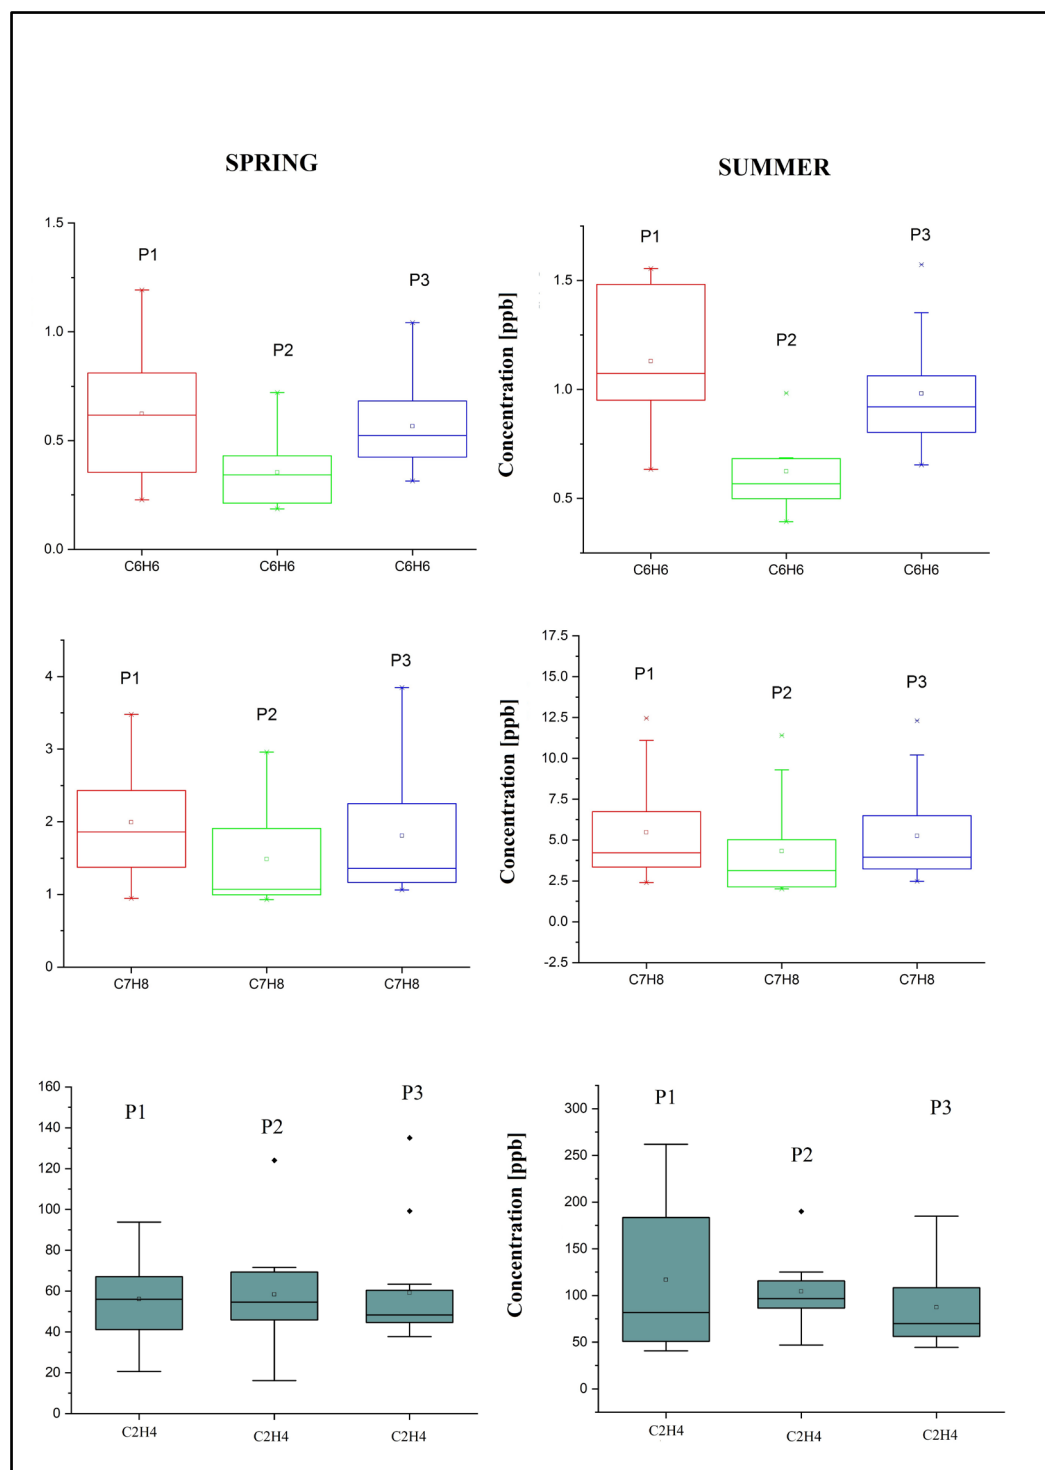 SPRING
SUMMER
1.5
1.0
0.5
0.0
P1
P2
P3
C6H6
C6H6
C6H6
Concentration [ppb]
1.5
1.0
0.5
P1
P2
P3
C6H6
C6H6
C6H6
4
3
2
1
0
P1
P2
P3
C7H8
C7H8
C7H8
Concentration [ppb]
17.5
15.0
12.5
10.0
7.5
5.0
2.5
0.0
-2.5
P1
P2
P3
C7H8
C7H8
C7H8
160
140
120
100
80
60
40
20
0
P1
P2
P3
C2H4
C2H4
C2H4
Concentration [ppb]
300
250
200
150
100
50
0
P1
P2
P3
C2H4
C2H4
C2H4